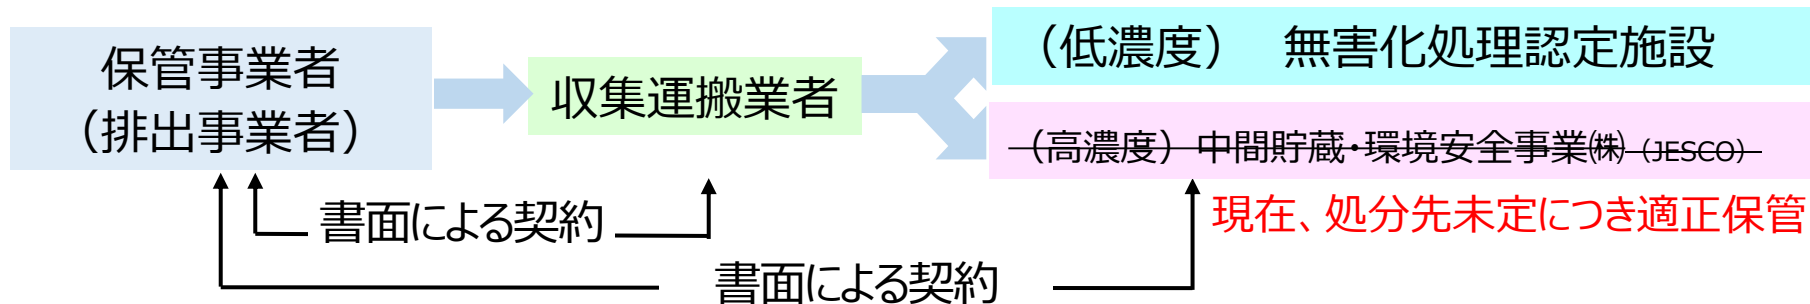 保管事業者
（排出事業者）
収集運搬業者
（低濃度）　無害化処理認定施設
（高濃度）中間貯蔵・環境安全事業㈱（JESCO）
現在、処分先未定につき適正保管
書面による契約
書面による契約